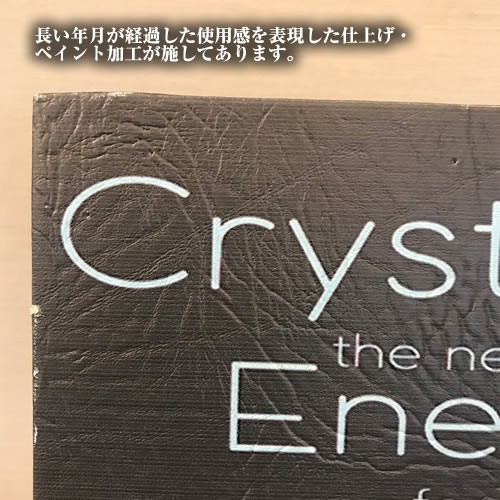 長い年月が経過した使用感を表現した仕上げ・
ペイント加工が施してあります。
Cryst
the ne
Ene
f